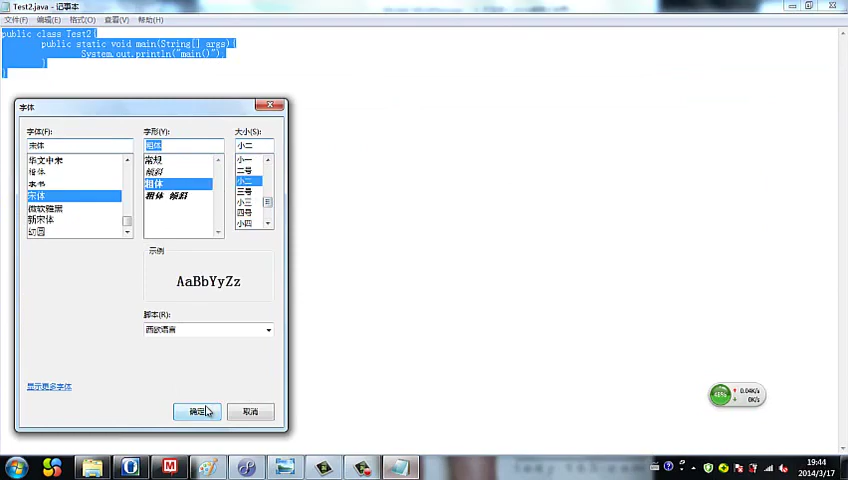 Test2.java - 记事本
文件(F) 编辑(E) 格式(O) 查看(V) 帮助(H)
public class Test2{
public static void main(String[] args){
System.out.println("main()");
}
}
字体
字体(F): 字形(Y): 大小(S):
宋体 粗体 小二
华文中宋 常规 小一
楷体 倾斜 二号
隶书 粗体 小二
宋体 粗体 倾斜 三号
微软雅黑 小三
新宋体 四号
幼圆 小四
示例
AaBbYyZz
脚本(R):
西欧语言
显示更多字体
确定 取消
48% 0.04K/s
0K/s
19:44
2014/3/17